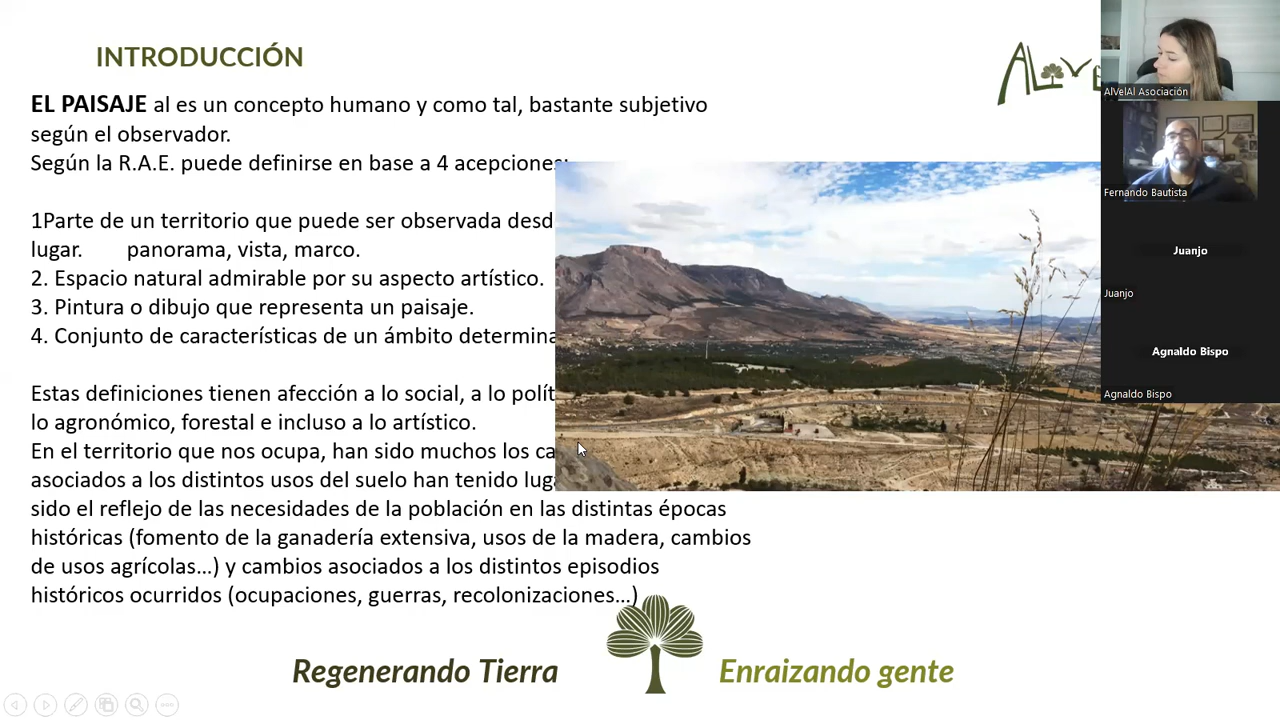 INTRODUCCIÓN
EL PAISAJE al es un concepto humano y como tal, bastante subjetivo
según el observador.
Según la R.A.E. puede definirse en base a 4 acepciones:
1Parte de un territorio que puede ser observada desd
lugar. panorama, vista, marco.
2. Espacio natural admirable por su aspecto artístico.
3. Pintura o dibujo que representa un paisaje.
4. Conjunto de características de un ámbito determina
Estas definiciones tienen afección a lo social, a lo polít
lo agronómico, forestal e incluso a lo artístico.
En el territorio que nos ocupa, han sido muchos los ca
asociados a los distintos usos del suelo han tenido lug
sido el reflejo de las necesidades de la población en las distintas épocas
históricas (fomento de la ganadería extensiva, usos de la madera, cambios
de usos agrícolas…) y cambios asociados a los distintos episodios
históricos ocurridos (ocupaciones, guerras, recolonizaciones…)
Regenerando Tierra
Enraizando gente
AlVelAl Asociación
Fernando Bautista
Juanjo
Juanjo
Agnaldo Bispo
Agnaldo Bispo